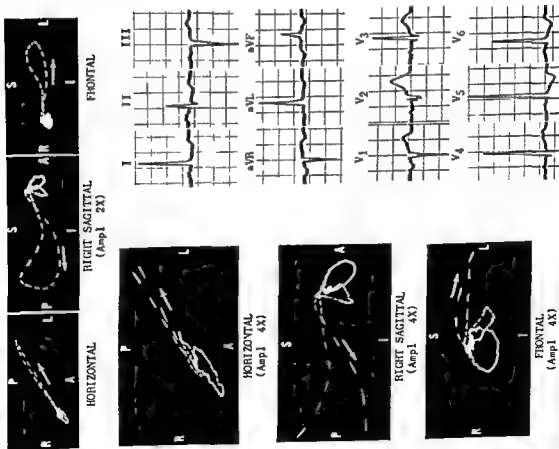 P
R L
A
HORIZONTAL
S
P A
RIGHT SAGITTAL
(Ampl 2X)
S
R L
I
FRONTAL
P
R L
A
HORIZONTAL
(Ampl 4X)
S
P A
I
RIGHT SAGITTAL
(Ampl 4X)
S
R L
I
FRONTAL
(Ampl 4X)
I II III
aVR aVL aVF
V1 V2 V3
V4 V5 V6